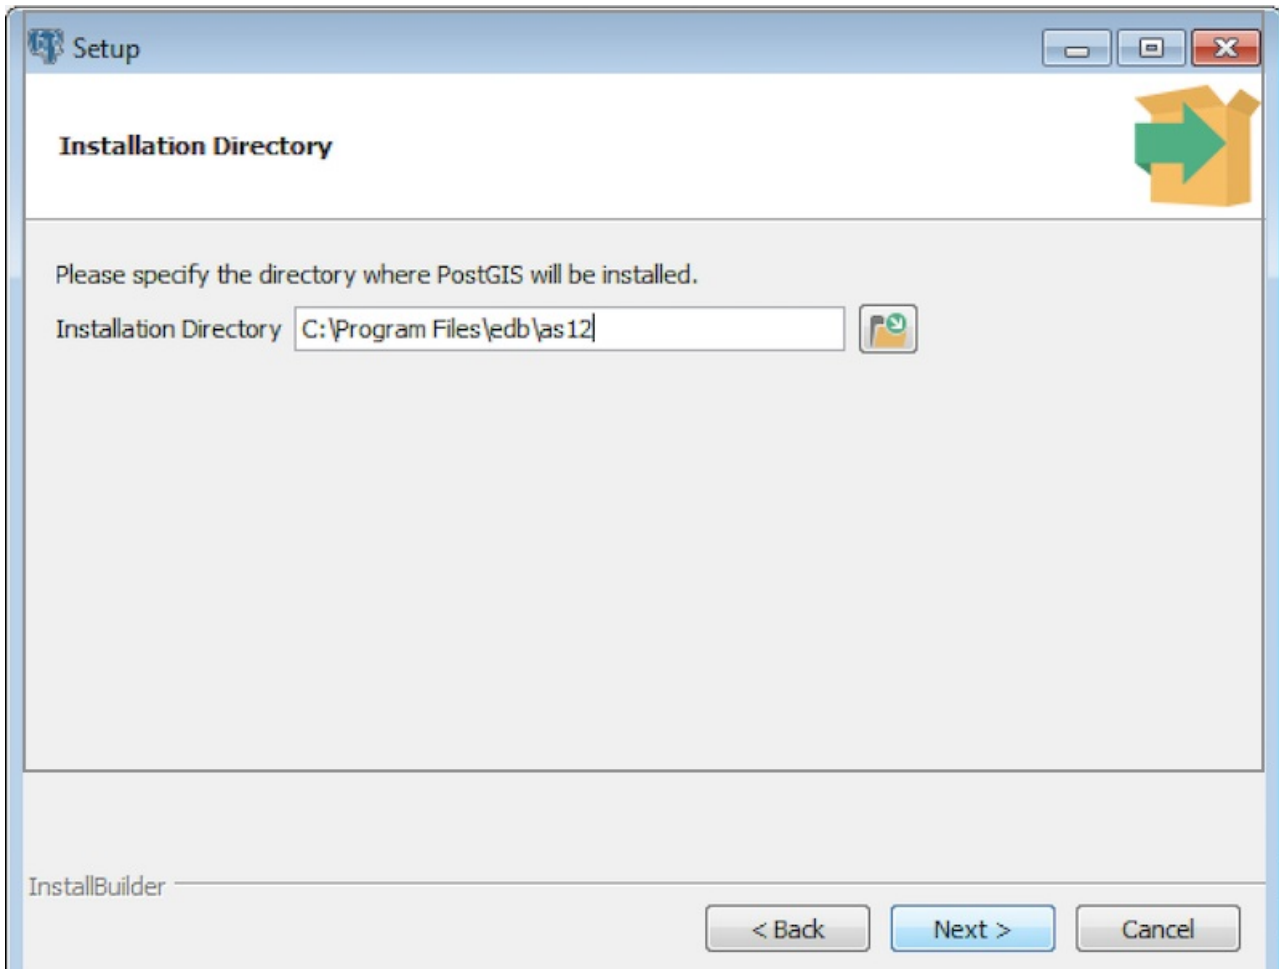 Setup
Installation Directory
Please specify the directory where PostGIS will be installed.
Installation Directory C:\Program Files\edb\as12
InstallBuilder
< Back Next > Cancel